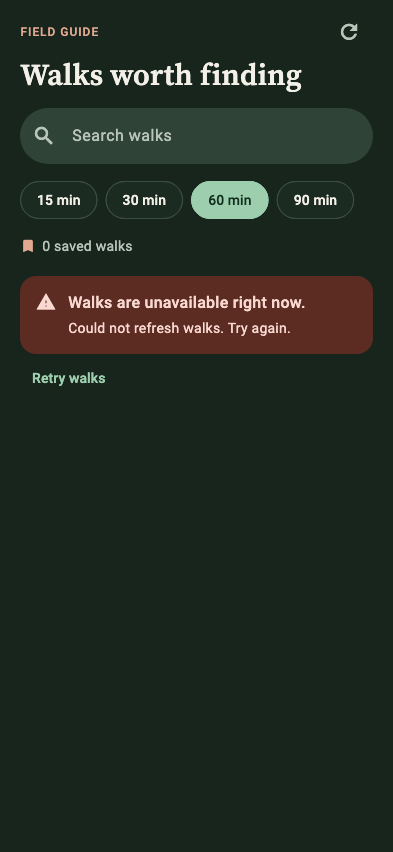 FIELD GUIDE
Walks worth finding
Search walks
15 min 30 min 60 min 90 min
0 saved walks
Walks are unavailable right now.
Could not refresh walks. Try again.
Retry walks